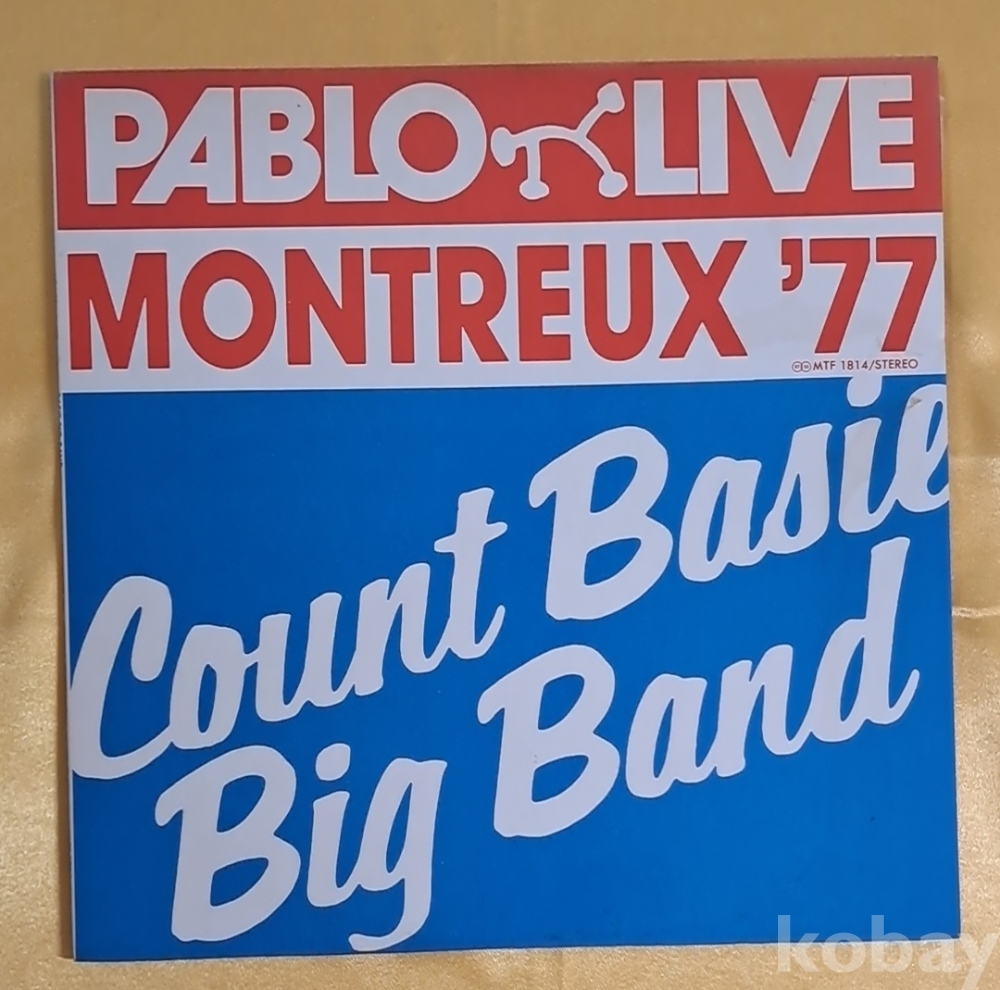 PABLO LIVE
MONTREUX '77
MTF 1814/STEREO
Count Basie
Big Band
kobay